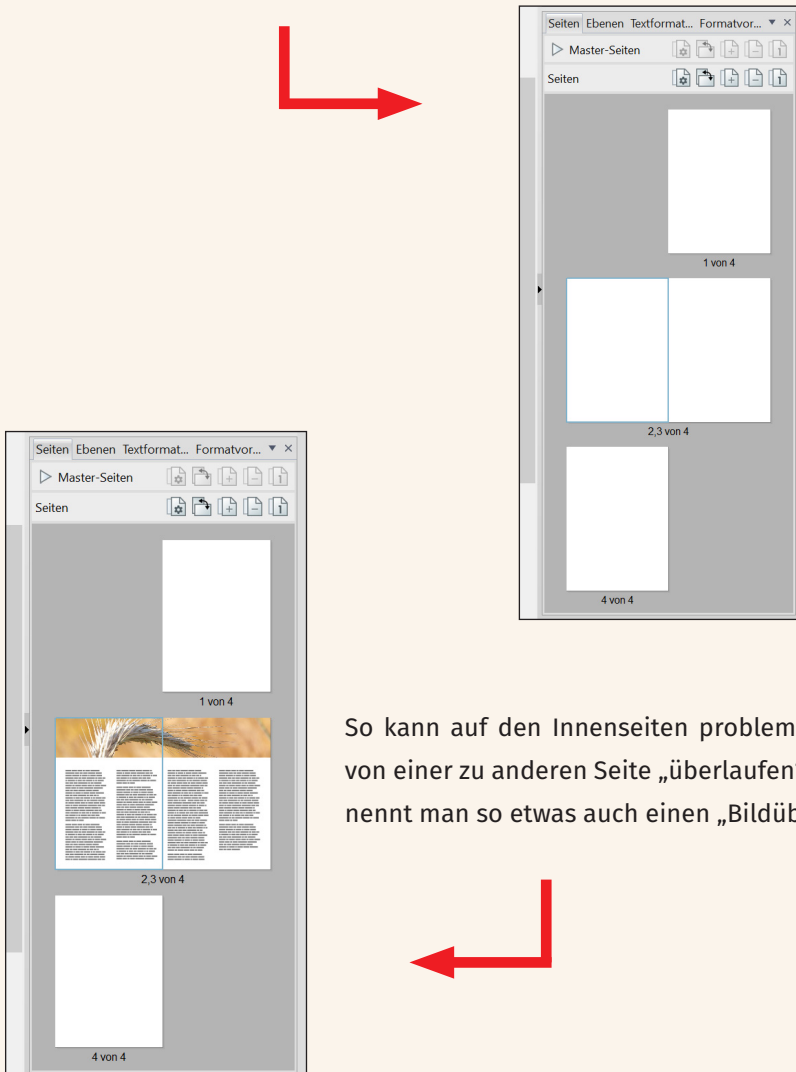 Seiten Ebenen Textformat... Formatvor...
Master-Seiten
Seiten
1 von 4
2,3 von 4
4 von 4
Seiten Ebenen Textformat... Formatvor...
Master-Seiten
Seiten
1 von 4
2,3 von 4
4 von 4
So kann auf den Innenseiten
von einer zu anderen Seite „überlaufen
nennt man so etwas auch einen